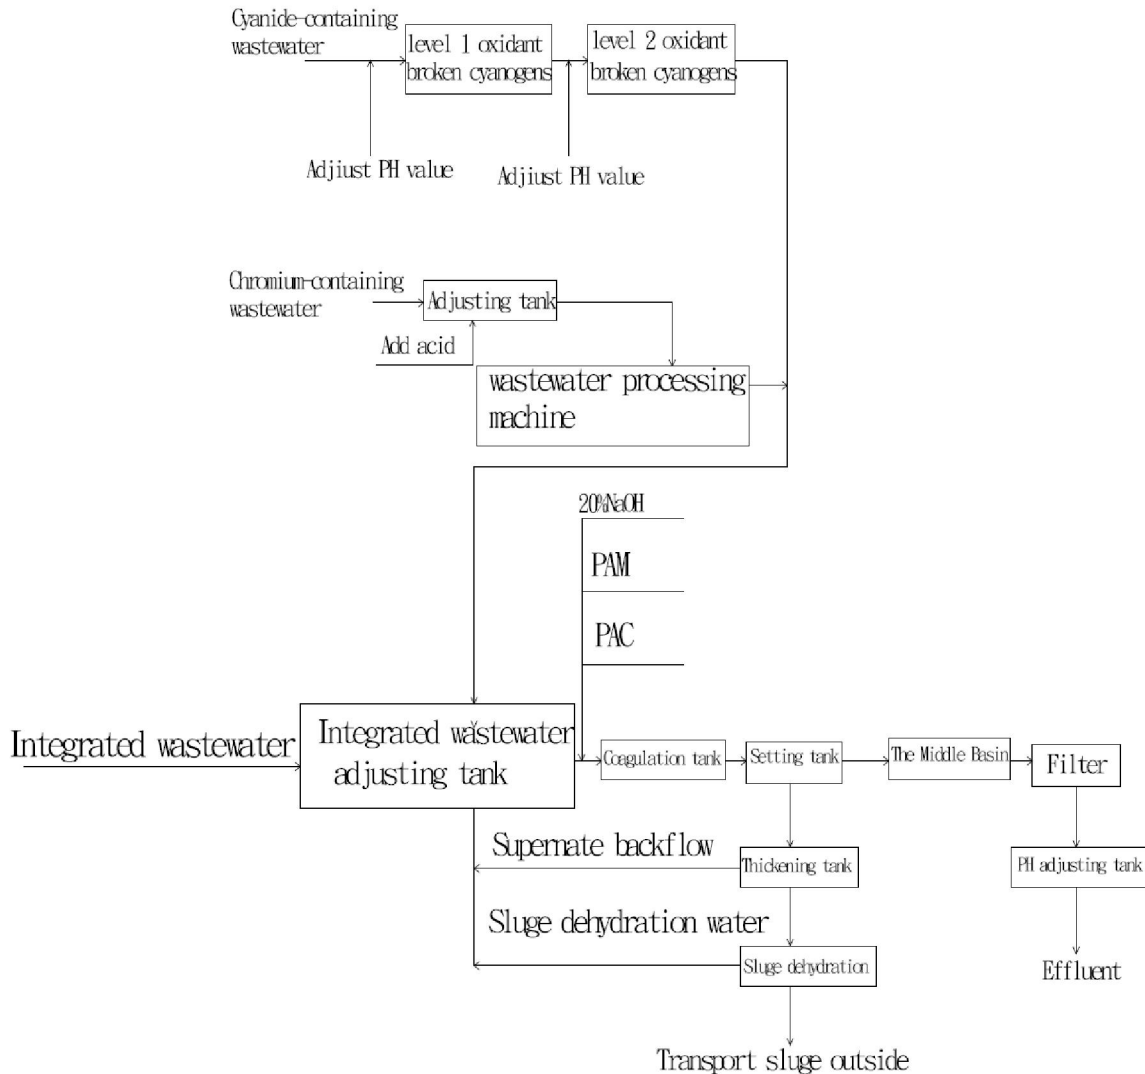 Cyanide-containing
wastewater
level 1 oxidant
broken cyanogens
level 2 oxidant
broken cyanogens
Adjiust PH value
Adjiust PH value
Chromium-containing
wastewater
Adjusting tank
Add acid
wastewater processing
machine
20%NaOH
PAM
PAC
Integrated wastewater
Integrated wastewater
adjusting tank
Coagulation tank
Setting tank
The Middle Basin
Filter
Supernate backflow
Thickening tank
PH adjusting tank
Sluge dehydration water
Sluge dehydration
Effluent
Transport sluge outside